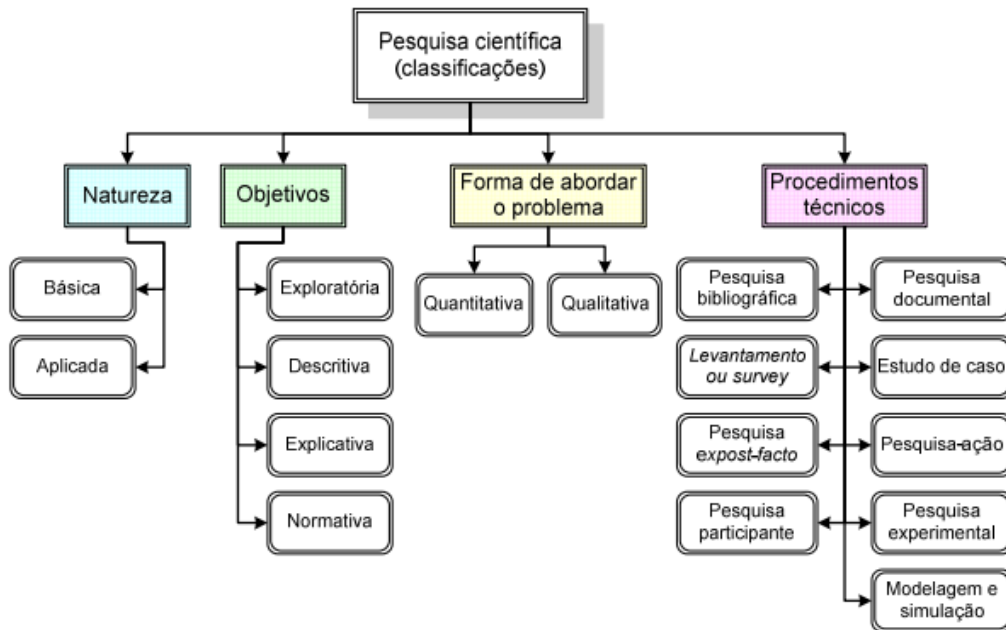 Pesquisa científica
(classificações)
Natureza
Objetivos
Forma de abordar
o problema
Procedimentos
técnicos
Básica
Aplicada
Exploratória
Descritiva
Explicativa
Normativa
Quantitativa
Qualitativa
Pesquisa
bibliográfica
Pesquisa
documental
Levantamento
ou survey
Estudo de caso
Pesquisa
expost-facto
Pesquisa-ação
Pesquisa
participante
Pesquisa
experimental
Modelagem e
simulação